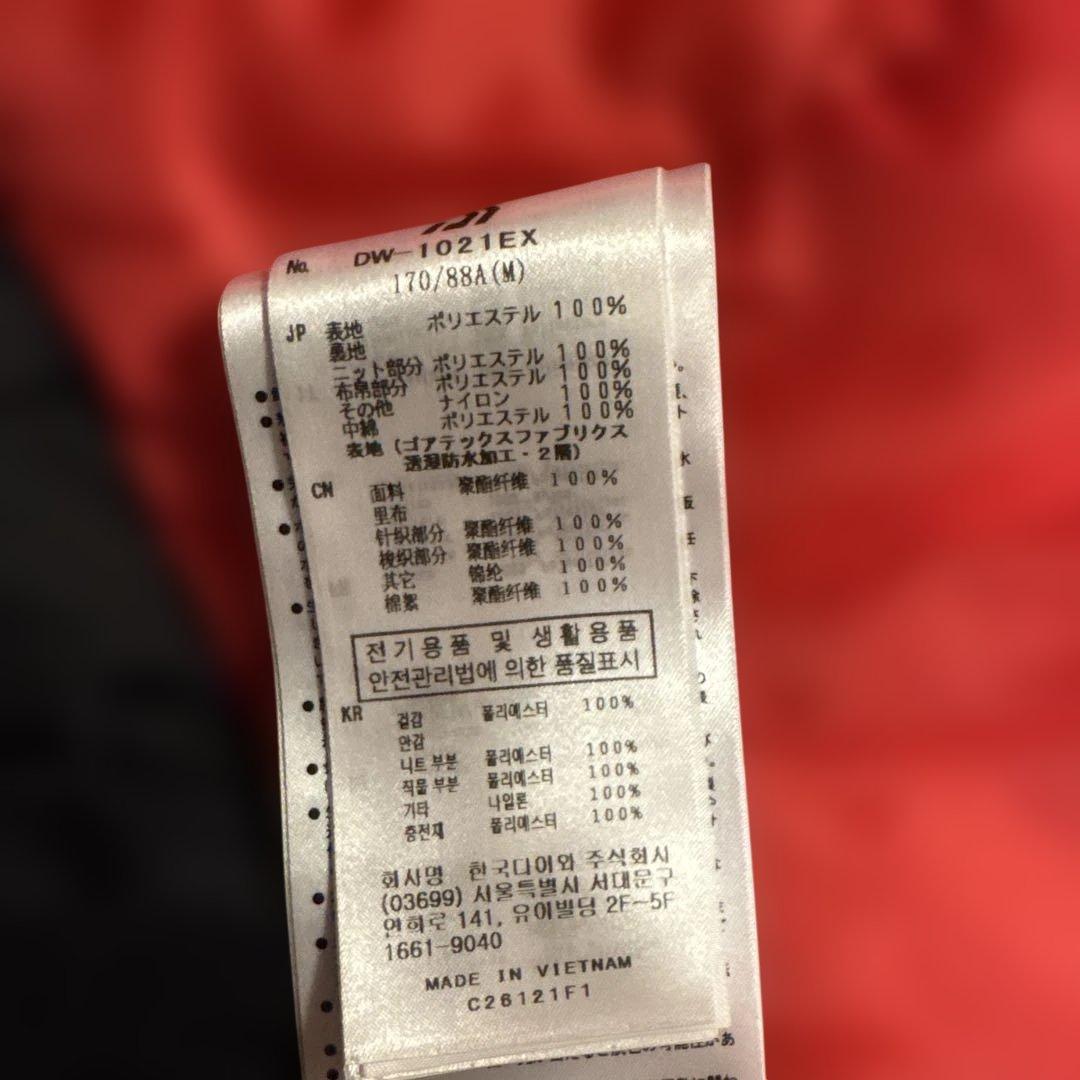 No. DW-1021EX
170/88A(M)
JP 表地 ポリエステル 100%
裏地
ニット部分 ポリエステル 100%
布帛部分 ポリエステル 100%
その他 ナイロン 100%
中綿 ポリエステル 100%
表地 (ゴアテックスファブリクス
透湿防水加工・2層)
CN 面料 聚酯纤维 100%
里布
针织部分 聚酯纤维 100%
梭织部分 聚酯纤维 100%
其它 锦纶 100%
棉絮 聚酯纤维 100%
전기용품 및 생활용품
안전관리법에 의한 품질표시
KR 겉감 폴리에스터 100%
안감
니트 부분 폴리에스터 100%
직물 부분 폴리에스터 100%
기타 나일론 100%
충전재 폴리에스터 100%
회사명 한국다이와 주식회사
(03699) 서울특별시 서대문구
연희로 141, 유이빌딩 2F~5F
1661-9040
MADE IN VIETNAM
C26121F1